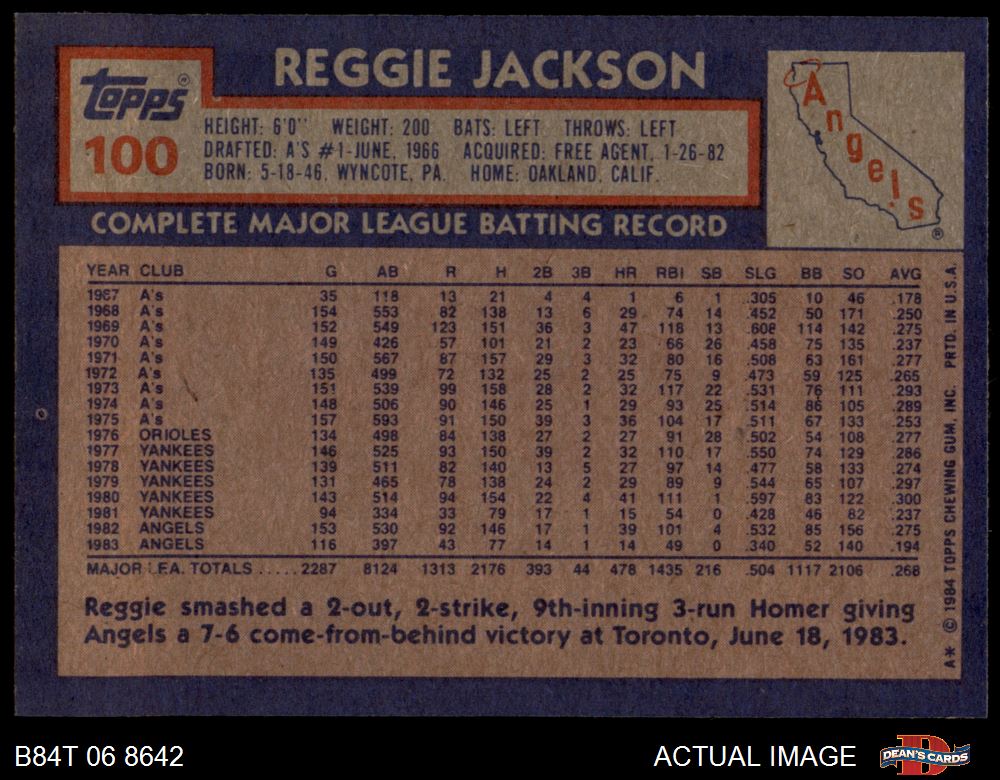 REGGIE JACKSON
Topps®
100
HEIGHT: 6'0" WEIGHT: 200 BATS: LEFT THROWS: LEFT
DRAFTED: A'S #1-JUNE, 1966 ACQUIRED: FREE AGENT, 1-26-82
BORN: 5-18-46, WYNCOTE, PA. HOME: OAKLAND, CALIF.
Angels
®
COMPLETE MAJOR LEAGUE BATTING RECORD
YEAR CLUB G AB R H 2B 3B HR RBI SB SLG BB SO AVG
1967 A's 35 118 13 21 4 4 1 6 1 .305 10 46 .178
1968 A's 154 553 82 138 13 6 29 74 14 .452 50 171 .250
1969 A's 152 549 123 151 36 3 47 118 13 .608 114 142 .275
1970 A's 149 426 57 101 21 2 23 66 26 .458 75 135 .237
1971 A's 150 567 87 157 29 3 32 80 16 .508 63 161 .277
1972 A's 135 499 72 132 25 2 25 75 9 .473 59 125 .265
1973 A's 151 539 99 158 28 2 32 117 22 .531 76 111 .293
1974 A's 148 506 90 146 25 1 29 93 25 .514 86 105 .289
1975 A's 157 593 91 150 39 3 36 104 17 .511 67 133 .253
1976 ORIOLES 134 498 84 138 27 2 27 91 28 .502 54 108 .277
1977 YANKEES 146 525 93 150 39 2 32 110 17 .550 74 129 .286
1978 YANKEES 139 511 82 140 13 5 27 97 14 .477 58 133 .274
1979 YANKEES 131 465 78 138 24 2 29 89 9 .544 65 107 .297
1980 YANKEES 143 514 94 154 22 4 41 111 1 .597 83 122 .300
1981 YANKEES 94 334 33 79 17 1 15 54 0 .428 46 82 .237
1982 ANGELS 153 530 92 146 17 1 39 101 4 .532 85 156 .275
1983 ANGELS 116 397 43 77 14 1 14 49 0 .340 52 140 .194
MAJOR LEA. TOTALS ..... 2287 8124 1313 2176 393 44 478 1435 216 .504 1117 2106 .268
Reggie smashed a 2-out, 2-strike, 9th-inning 3-run Homer giving
Angels a 7-6 come-from-behind victory at Toronto, June 18, 1983.
A* © 1984 TOPPS CHEWING GUM, INC. PRTD. IN U.S.A.
B84T 06 8642
ACTUAL IMAGE
DEAN'S CARDS